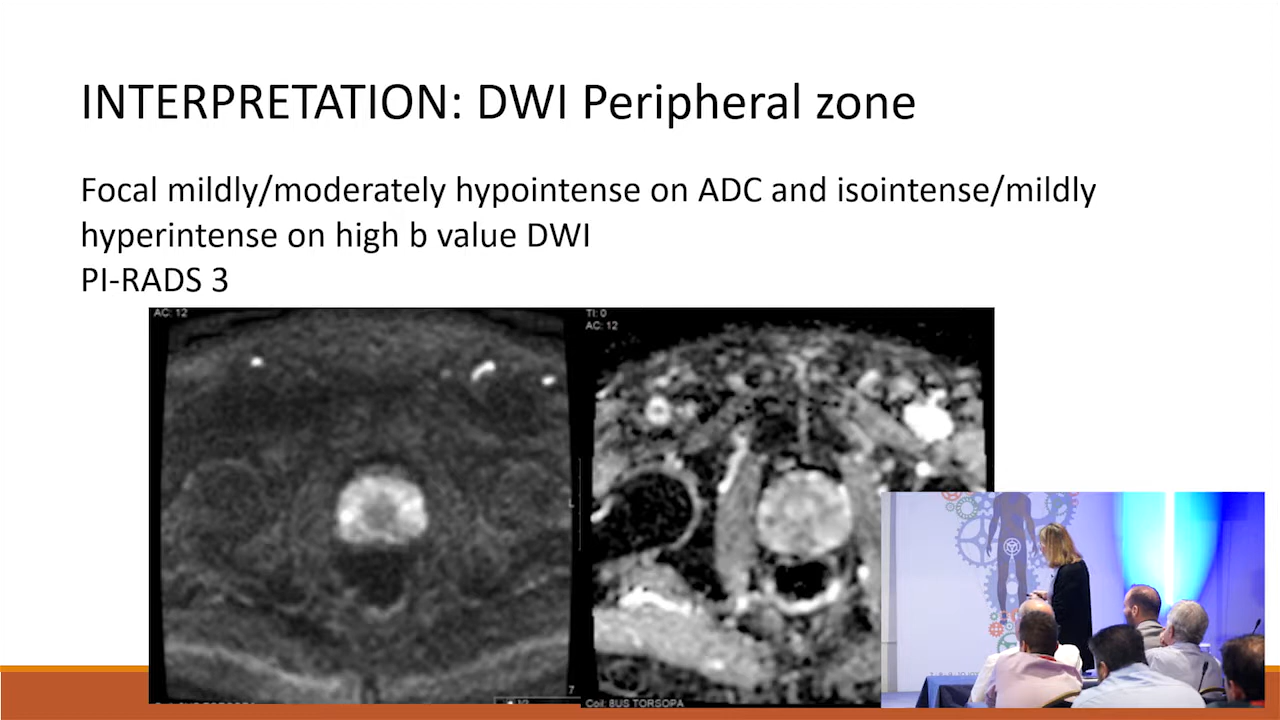 INTERPRETATION: DWI Peripheral zone
Focal mildly/moderately hypointense on ADC and isointense/mildly
hyperintense on high b value DWI
PI-RADS 3
AC: 12
TI: 0
AC: 12
7
Coil: 8US TORSOPA